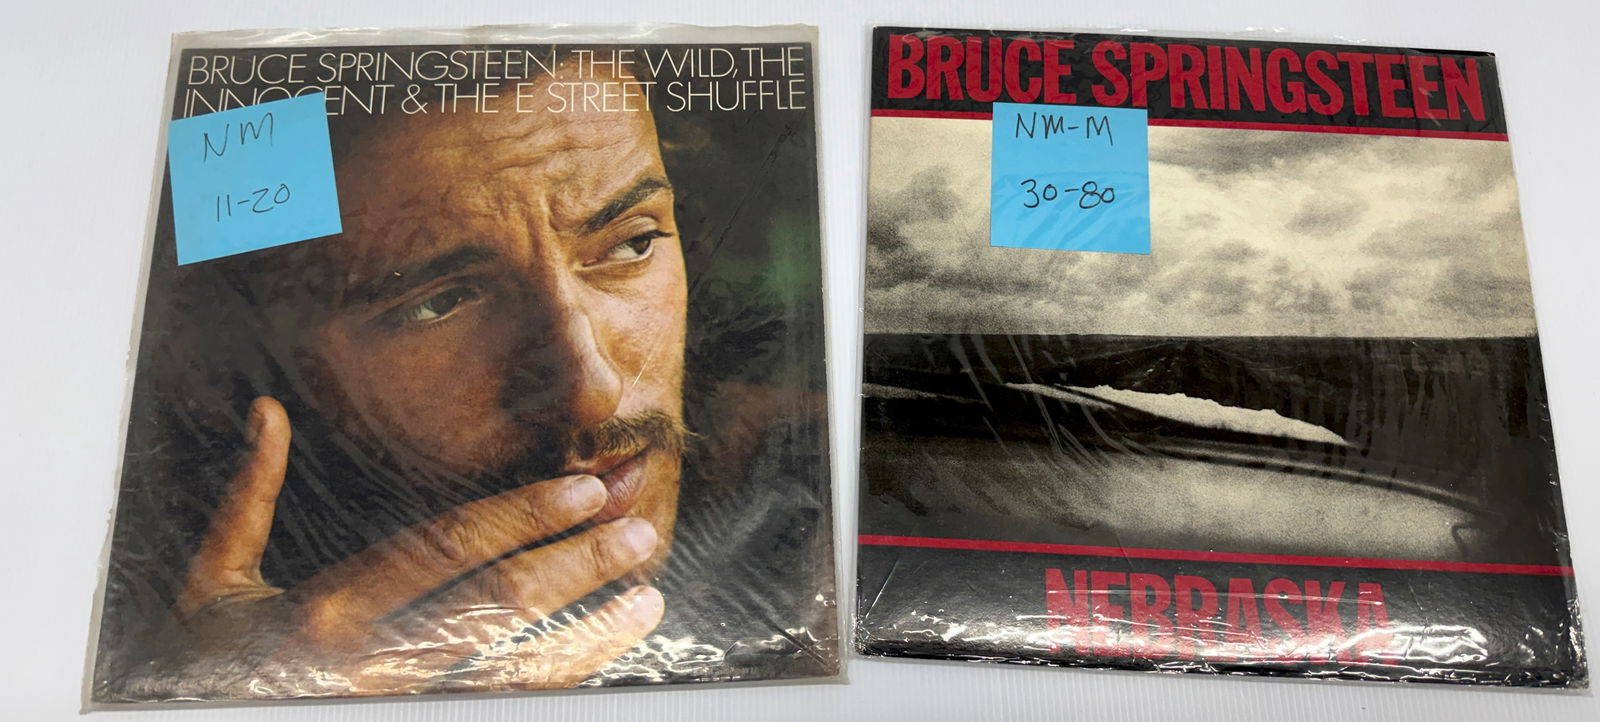 BRUCE SPRINGSTEEN: THE WILD, THE
INNOCENT & THE E STREET SHUFFLE
NM
11-20
BRUCE SPRINGSTEEN
NM-M
30-80
NEBRASKA